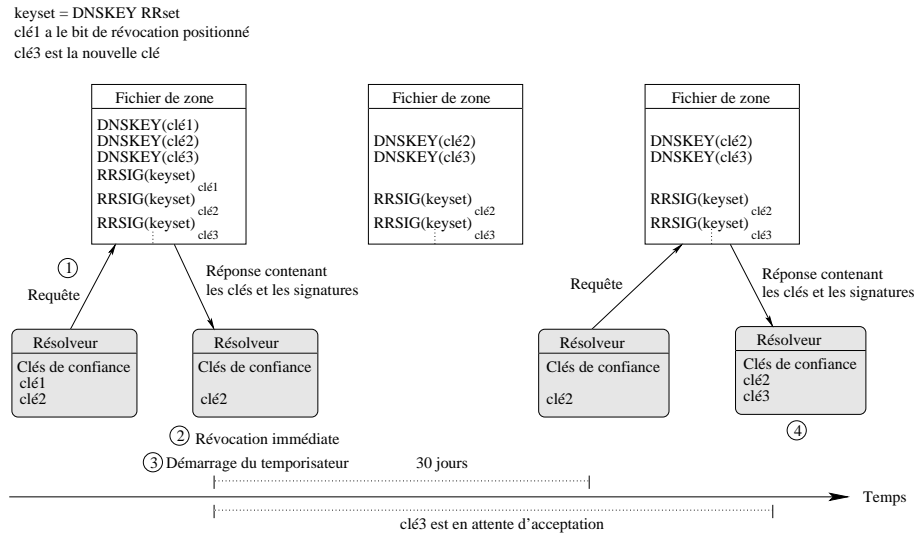 keyset = DNSKEY RRset
clé1 a le bit de révocation positionné
clé3 est la nouvelle clé
Fichier de zone
DNSKEY(clé1)
DNSKEY(clé2)
DNSKEY(clé3)
RRSIG(keyset) clé1
RRSIG(keyset) clé2
RRSIG(keyset) clé3
Fichier de zone
DNSKEY(clé2)
DNSKEY(clé3)
RRSIG(keyset) clé2
RRSIG(keyset) clé3
Fichier de zone
DNSKEY(clé2)
DNSKEY(clé3)
RRSIG(keyset) clé2
RRSIG(keyset) clé3
1
Requête
Réponse contenant
les clés et les signatures
Requête
Réponse contenant
les clés et les signatures
Résolveur
Clés de confiance
clé1
clé2
Résolveur
Clés de confiance
clé2
Résolveur
Clés de confiance
clé2
Résolveur
Clés de confiance
clé2
clé3
2 Révocation immédiate
4
3 Démarrage du temporisateur
30 jours
Temps
clé3 est en attente d'acceptation